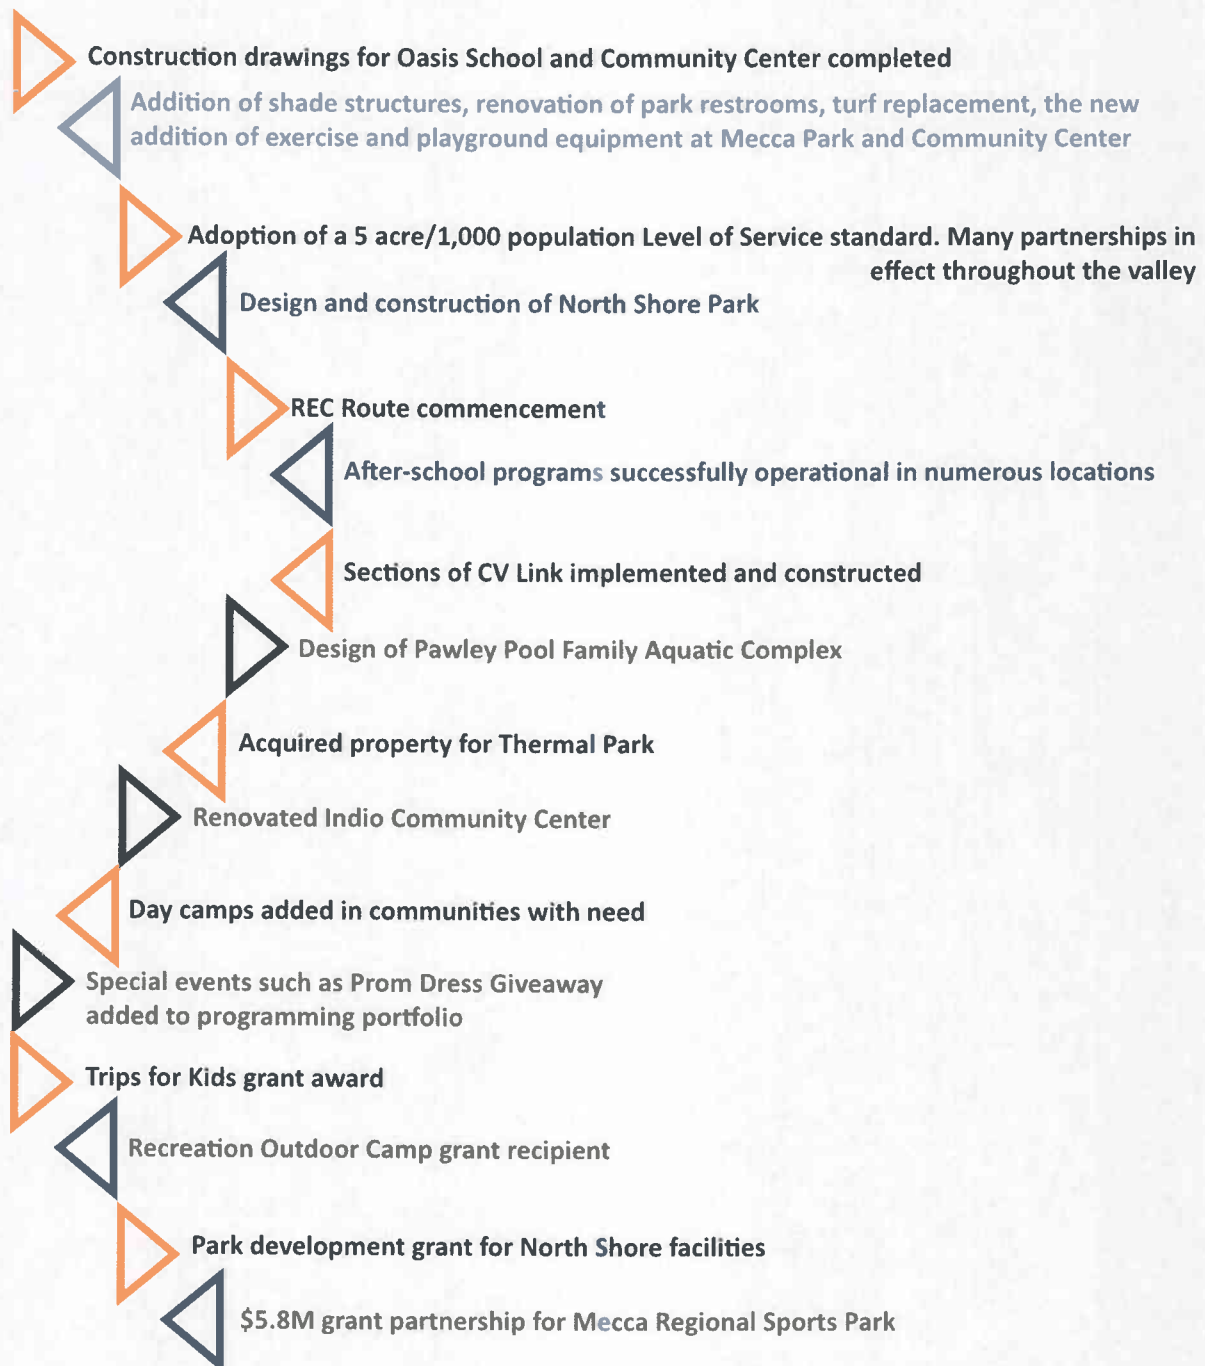 Construction drawings for Oasis School and Community Center completed
Addition of shade structures, renovation of park restrooms, turf replacement, the new
addition of exercise and playground equipment at Mecca Park and Community Center
Adoption of a 5 acre/1,000 population Level of Service standard. Many partnerships in
effect throughout the valley
Design and construction of North Shore Park
REC Route commencement
After-school programs successfully operational in numerous locations
Sections of CV Link implemented and constructed
Design of Pawley Pool Family Aquatic Complex
Acquired property for Thermal Park
Renovated Indio Community Center
Day camps added in communities with need
Special events such as Prom Dress Giveaway
added to programming portfolio
Trips for Kids grant award
Recreation Outdoor Camp grant recipient
Park development grant for North Shore facilities
$5.8M grant partnership for Mecca Regional Sports Park